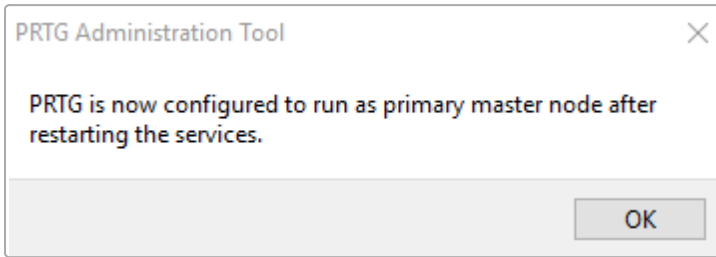 PRTG Administration Tool
PRTG is now configured to run as primary master node after
restarting the services.
OK